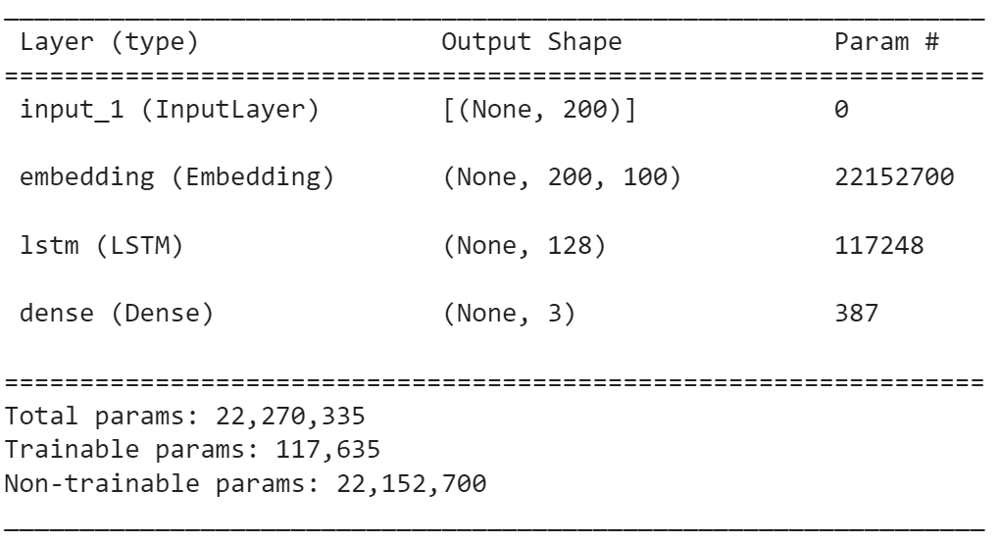 Layer (type) Output Shape Param #
input_1 (InputLayer) [(None, 200)] 0
embedding (Embedding) (None, 200, 100) 22152700
lstm (LSTM) (None, 128) 117248
dense (Dense) (None, 3) 387
Total params: 22,270,335
Trainable params: 117,635
Non-trainable params: 22,152,700